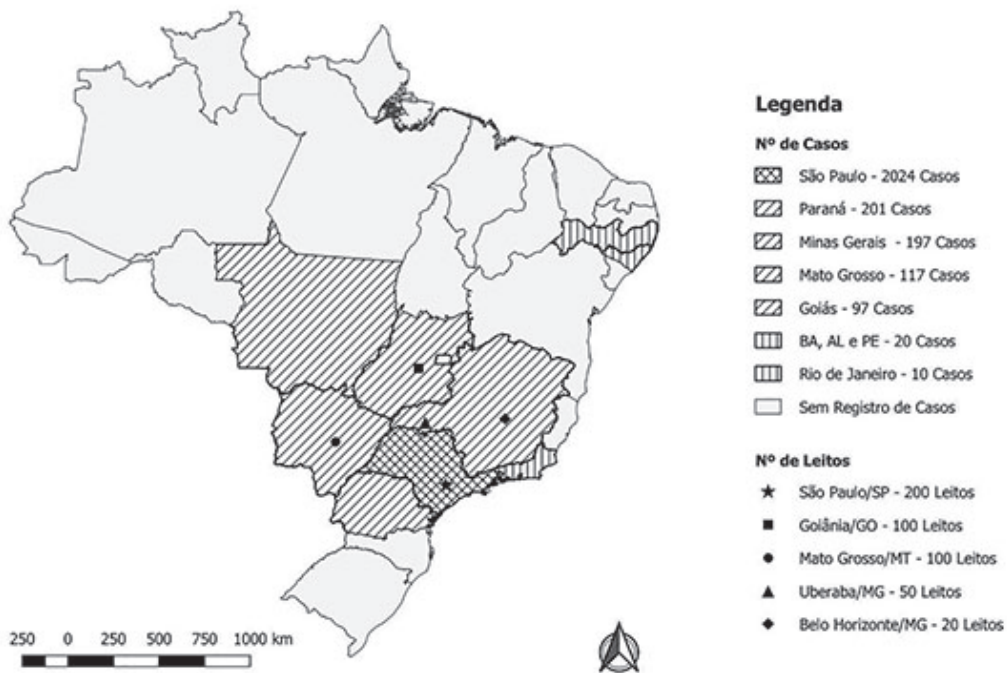 Legenda
Nº de Casos
São Paulo - 2024 Casos
Paraná - 201 Casos
Minas Gerais - 197 Casos
Mato Grosso - 117 Casos
Goiás - 97 Casos
BA, AL e PE - 20 Casos
Rio de Janeiro - 10 Casos
Sem Registro de Casos
Nº de Leitos
São Paulo/SP - 200 Leitos
Goiânia/GO - 100 Leitos
Mato Grosso/MT - 100 Leitos
Uberaba/MG - 50 Leitos
Belo Horizonte/MG - 20 Leitos
250 0 250 500 750 1000 km